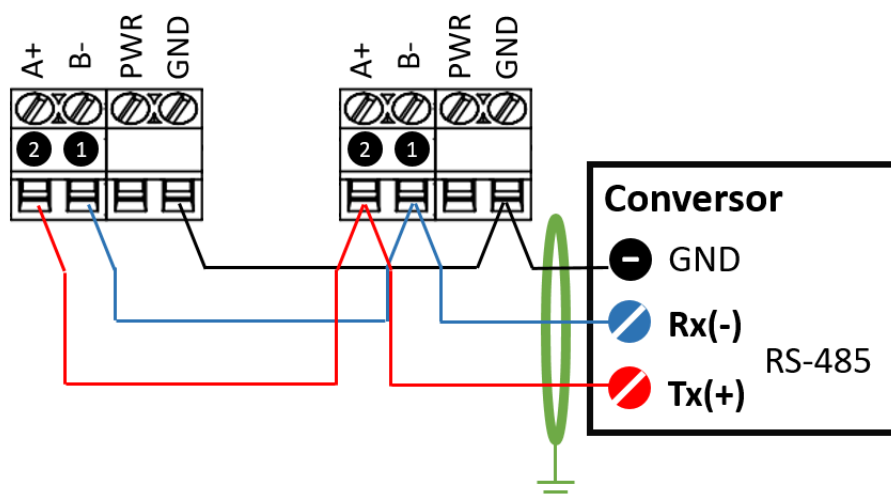 A+ B- PWR GND
A+ B- PWR GND
2 1
2 1
Conversor
GND
Rx(-)
RS-485
Tx(+)